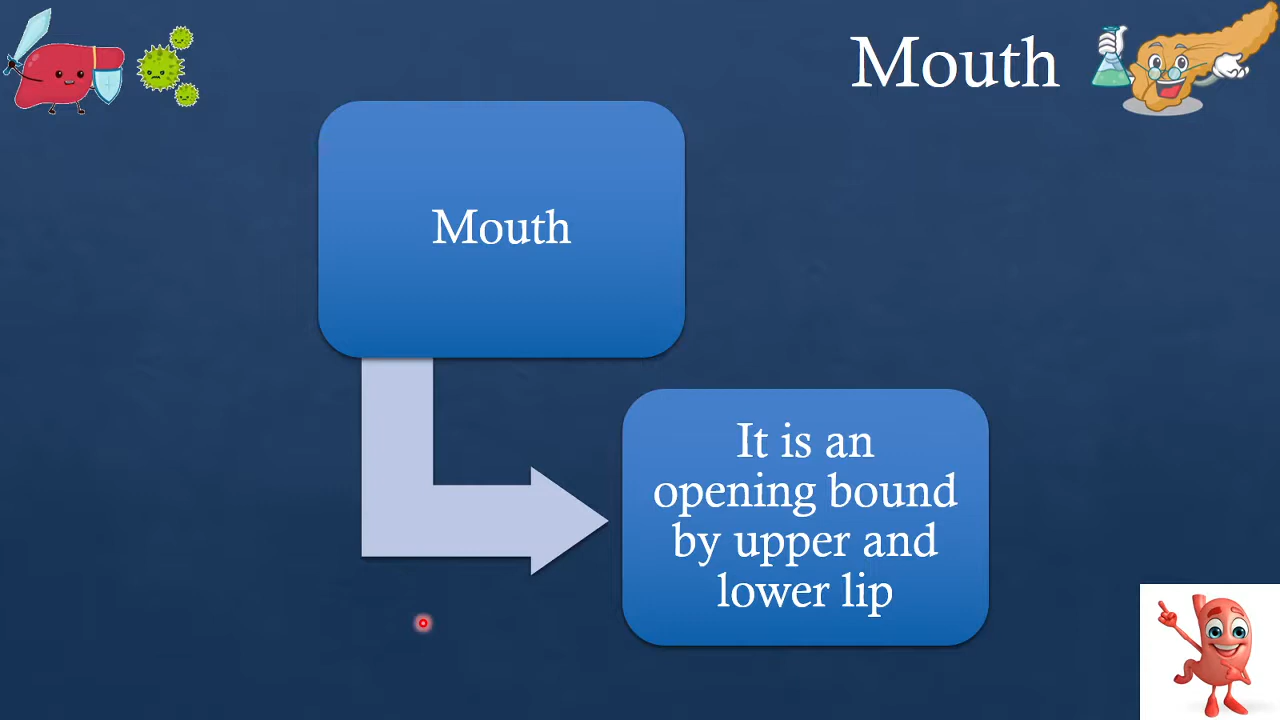 Mouth
Mouth
It is an
opening bound
by upper and
lower lip